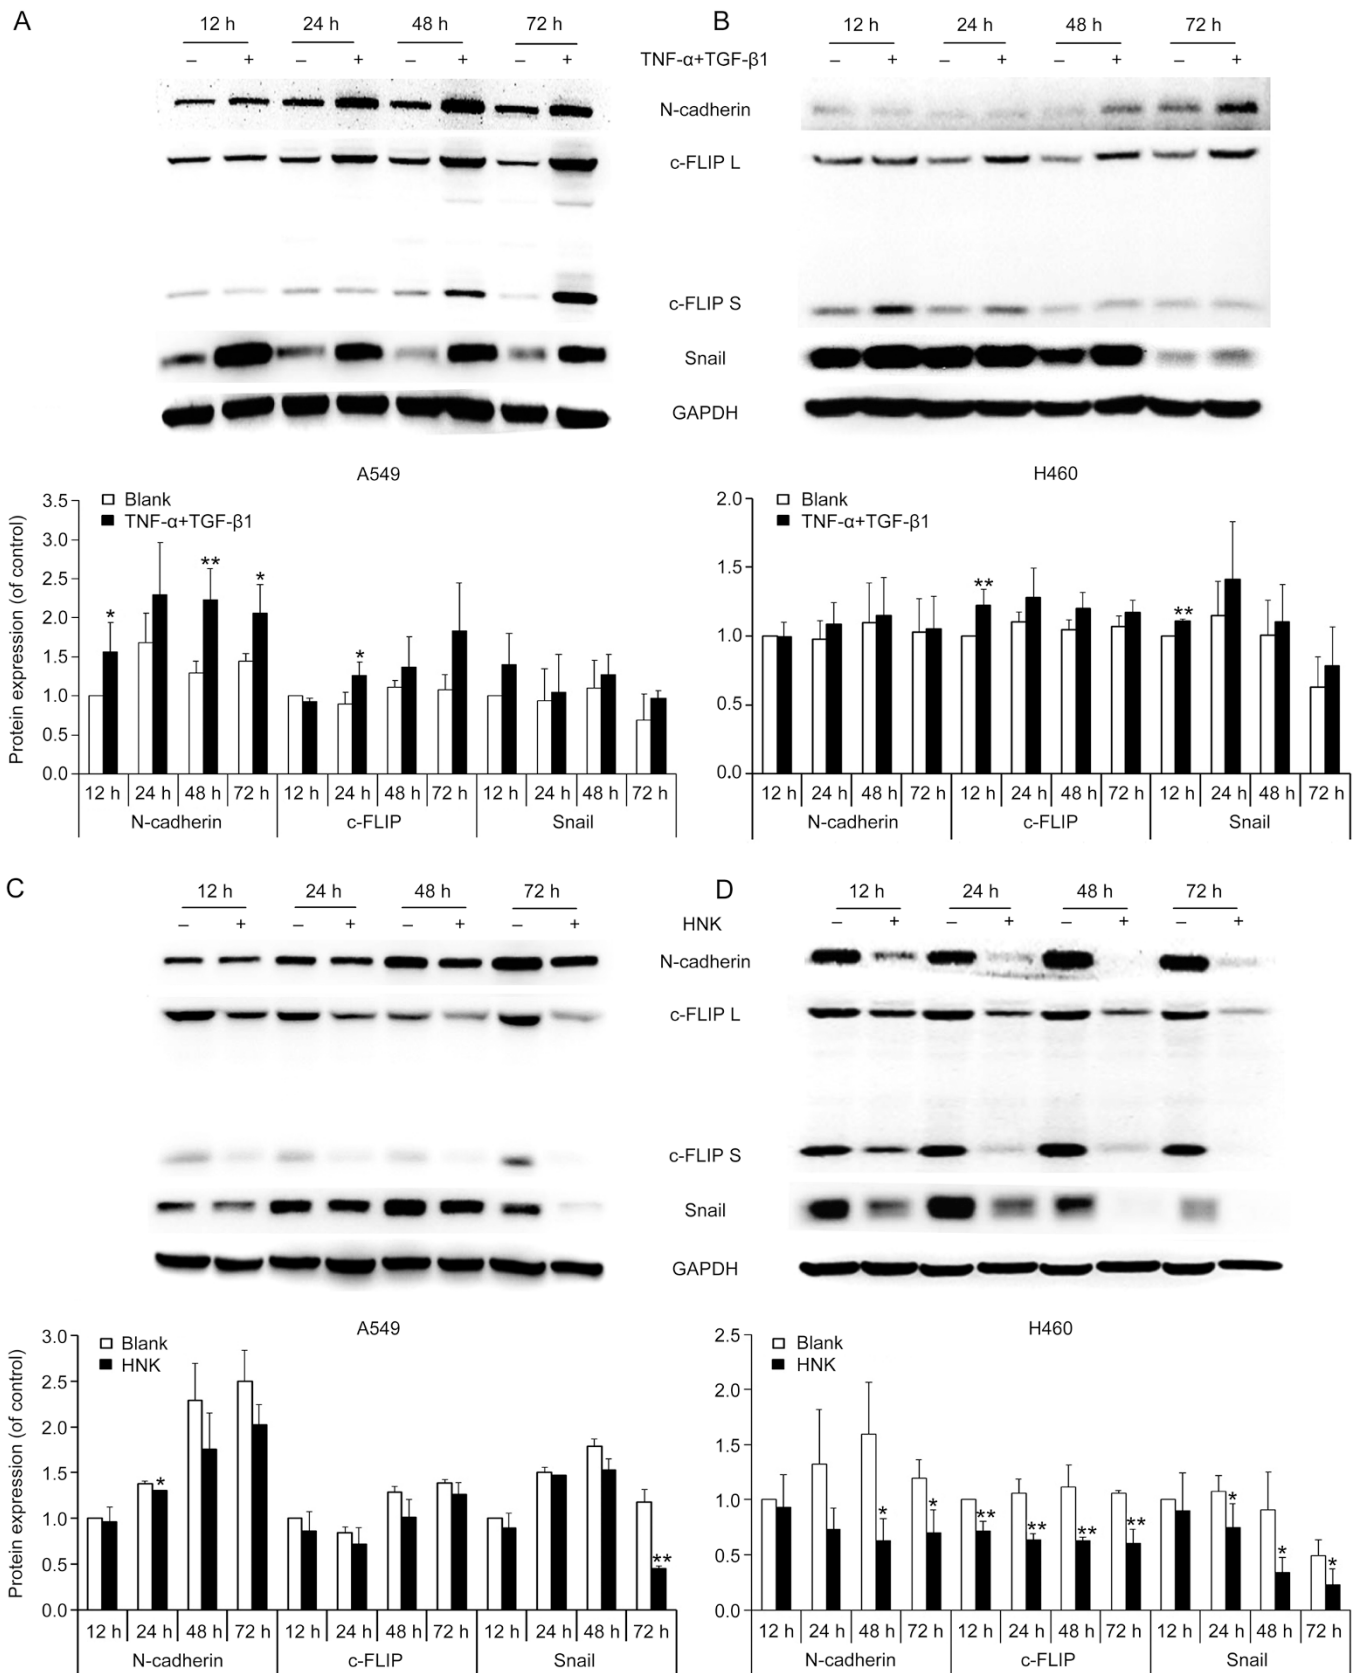 A
12 h 24 h 48 h 72 h
– + – + – + – +
TNF-α+TGF-β1
N-cadherin
c-FLIP L
c-FLIP S
Snail
GAPDH
B
12 h 24 h 48 h 72 h
– + – + – + – +
A549
Blank
TNF-α+TGF-β1
Protein expression (of control)
3.5
3.0
2.5
2.0
1.5
1.0
0.5
0.0
* ** * *
12 h 24 h 48 h 72 h 12 h 24 h 48 h 72 h 12 h 24 h 48 h 72 h
N-cadherin c-FLIP Snail
H460
Blank
TNF-α+TGF-β1
2.0
1.5
1.0
0.5
0.0
** **
12 h 24 h 48 h 72 h 12 h 24 h 48 h 72 h 12 h 24 h 48 h 72 h
N-cadherin c-FLIP Snail
C
12 h 24 h 48 h 72 h
– + – + – + – +
HNK
N-cadherin
c-FLIP L
c-FLIP S
Snail
GAPDH
D
12 h 24 h 48 h 72 h
– + – + – + – +
A549
Blank
HNK
Protein expression (of control)
3.0
2.5
2.0
1.5
1.0
0.5
0.0
* **
12 h 24 h 48 h 72 h 12 h 24 h 48 h 72 h 12 h 24 h 48 h 72 h
N-cadherin c-FLIP Snail
H460
Blank
HNK
2.5
2.0
1.5
1.0
0.5
0.0
* * ** ** ** ** * * *
12 h 24 h 48 h 72 h 12 h 24 h 48 h 72 h 12 h 24 h 48 h 72 h
N-cadherin c-FLIP Snail